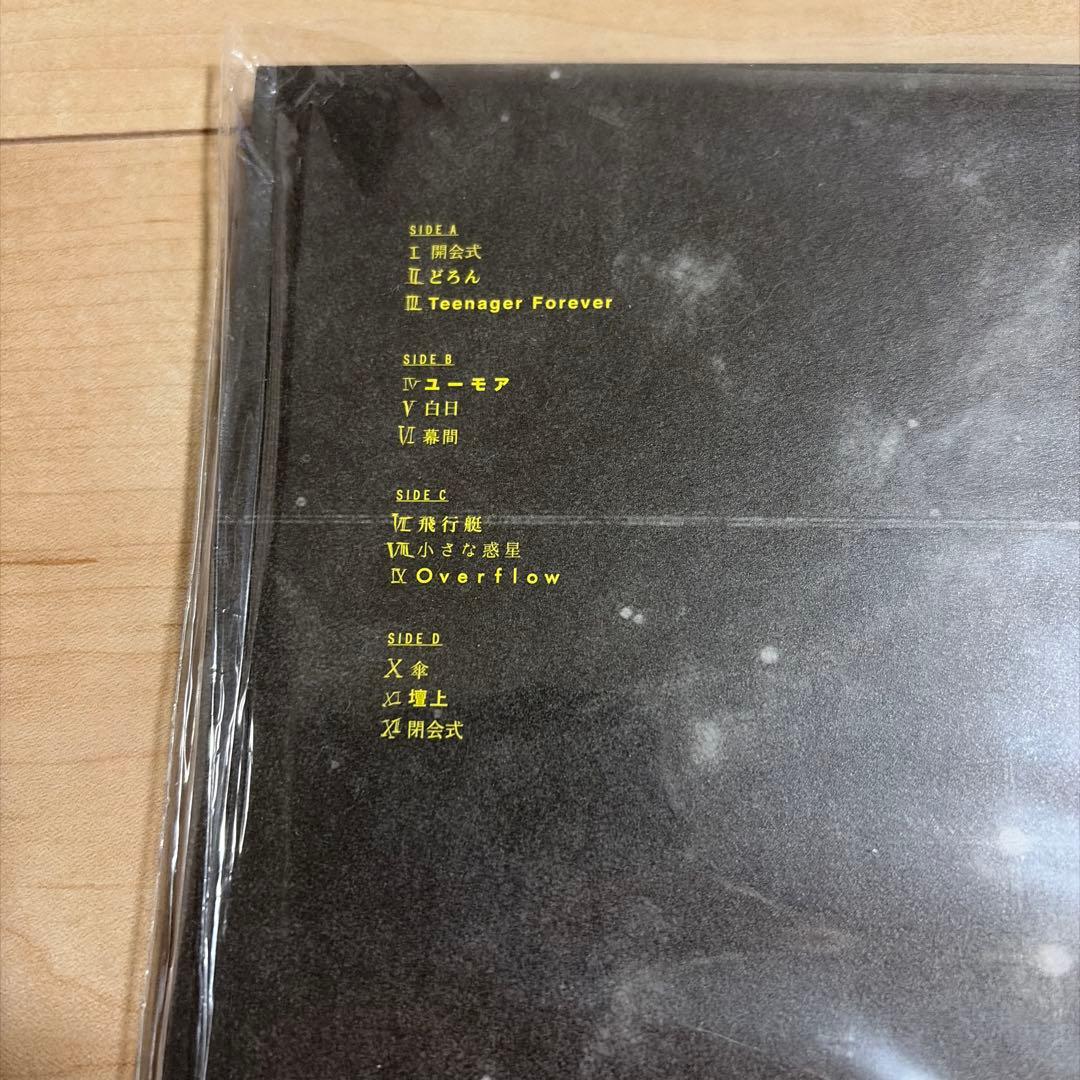 SIDE A
Ⅰ 開会式
Ⅱ どろん
Ⅲ Teenager Forever
SIDE B
Ⅳ ユーモア
Ⅴ 白日
Ⅵ 幕間
SIDE C
Ⅶ 飛行艇
Ⅷ 小さな惑星
Ⅸ Overflow
SIDE D
Ⅹ 傘
Ⅺ 壇上
Ⅻ 閉会式